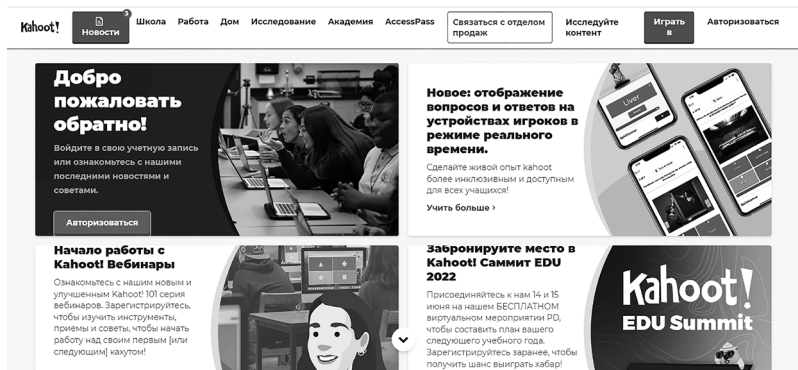 Kahoot!
3
Новости
Школа
Работа
Дом
Исследование
Академия
AccessPass
Связаться с отделом
продаж
Исследуйте
контент
Играть
в
Авторизоваться
Добро
пожаловать
обратно!
Войдите в свою учетную запись
или ознакомьтесь с нашими
последними новостями и
советами.
Авторизоваться
Новое: отображение
вопросов и ответов на
устройствах игроков в
режиме реального
времени.
Сделайте живой опыт kahoot
более инклюзивным и доступным
для всех учащихся!
Учить больше >
Liver
Начало работы с
Kahoot! Вебинары
Ознакомьтесь с нашим новым и
улучшенным Kahoot! 101 серия
вебинаров. Зарегистрируйтесь,
чтобы изучить инструменты,
приемы и советы, чтобы начать
работу над своим первым [или
следующим] кахутом!
Забронируйте место в
Kahoot! Саммит EDU
2022
Присоединяйтесь к нам 14 и 15
июня на нашем БЕСПЛАТНОМ
виртуальном мероприятии PD,
чтобы составить план вашего
следующего учебного года.
Зарегистрируйтесь заранее, чтобы
получить шанс выиграть хабар!
Kahoot!
EDU Summit